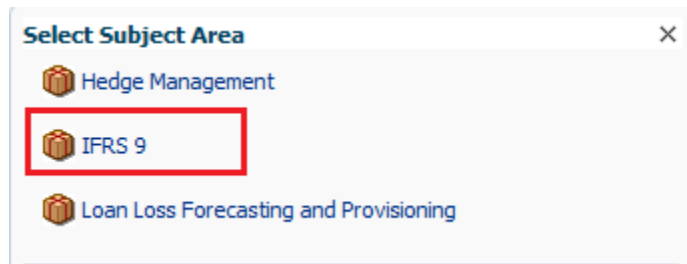 Select Subject Area
Hedge Management
IFRS 9
Loan Loss Forecasting and Provisioning